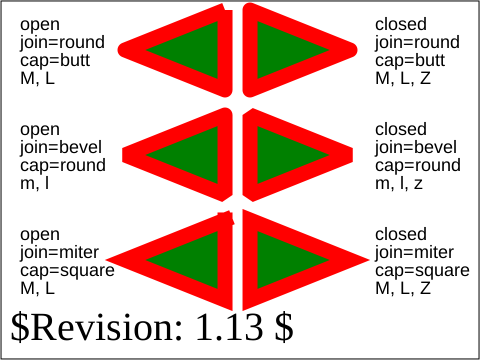 open
join=round
cap=butt
M, L
closed
join=round
cap=butt
M, L, Z
open
join=bevel
cap=round
m, l
closed
join=bevel
cap=round
m, l, z
open
join=miter
cap=square
M, L
closed
join=miter
cap=square
M, L, Z
$Revision: 1.13 $